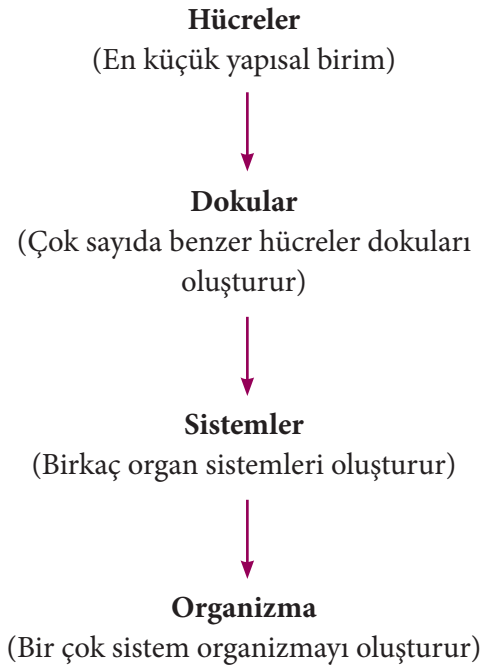 Hücreler
(En küçük yapısal birim)
Dokular
(Çok sayıda benzer hücreler dokuları
oluşturur)
Sistemler
(Birkaç organ sistemleri oluşturur)
Organizma
(Bir çok sistem organizmayı oluşturur)